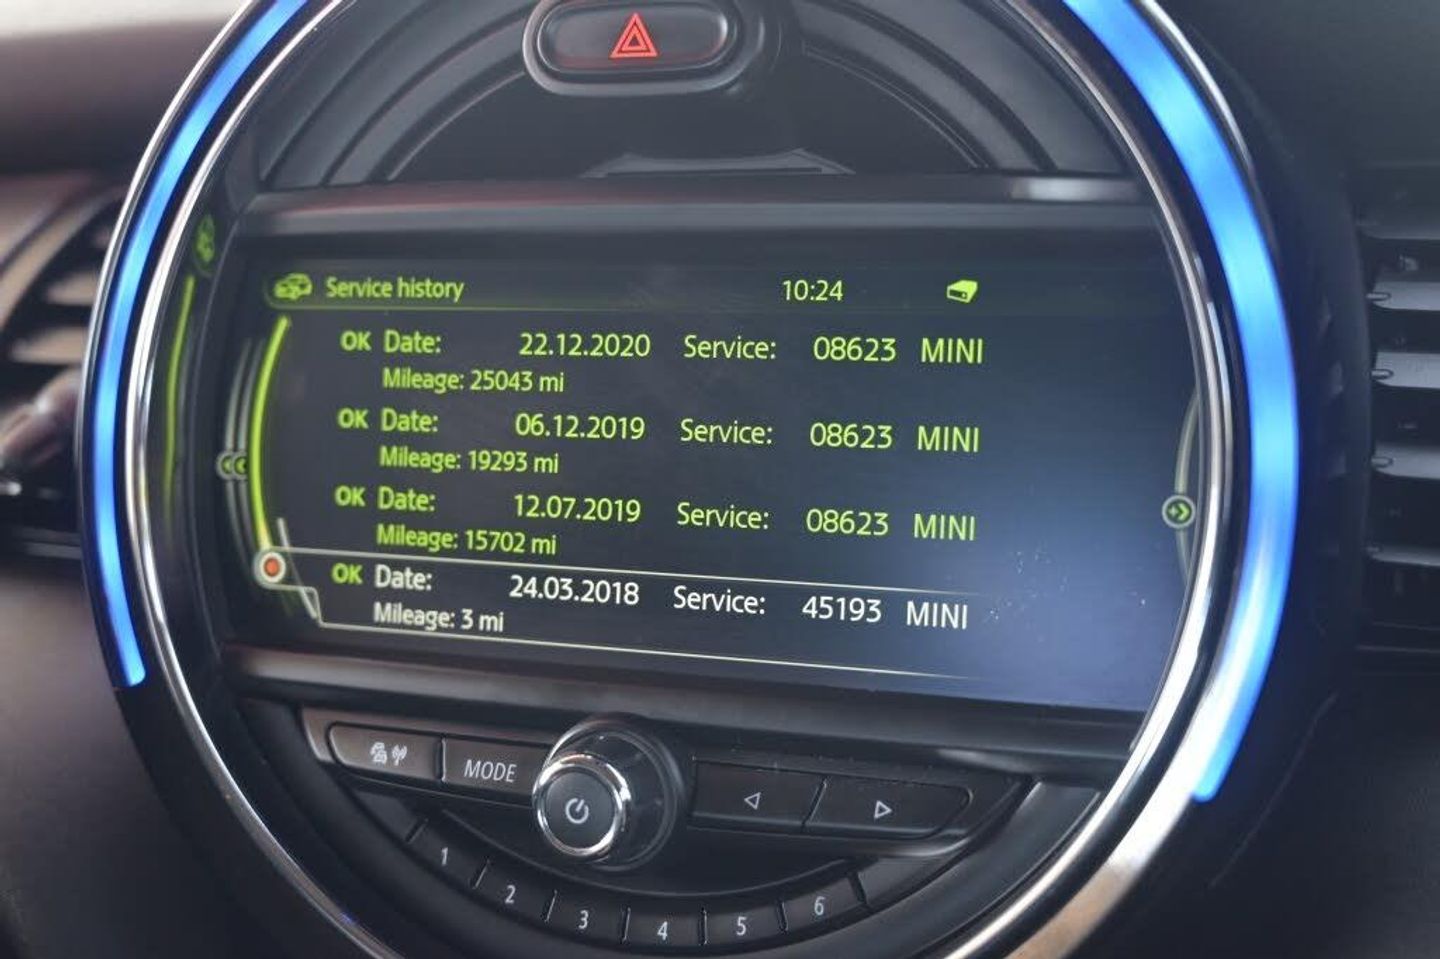 Service history 10:24
OK Date: 22.12.2020 Service: 08623 MINI
Mileage: 25043 mi
OK Date: 06.12.2019 Service: 08623 MINI
Mileage: 19293 mi
OK Date: 12.07.2019 Service: 08623 MINI
Mileage: 15702 mi
OK Date: 24.03.2018 Service: 45193 MINI
Mileage: 3 mi
MODE
1 2 3 4 5 6